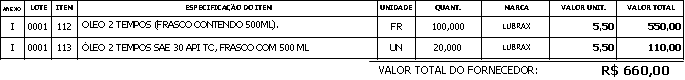 ANEXO LOTE ITEM ESPECIFICAÇÃO DO ITEM UNIDADE QUANT. MARCA VALOR UNIT. VALOR TOTAL
I 0001 112 OLEO 2 TEMPOS (FRASCO CONTENDO 500ML). FR 100,000 LUBRAX 5,50 550,00
I 0001 113 ÓLEO 2 TEMPOS SAE 30 API TC, FRASCO COM 500 ML UN 20,000 LUBRAX 5,50 110,00
VALOR TOTAL DO FORNECEDOR: R$ 660,00